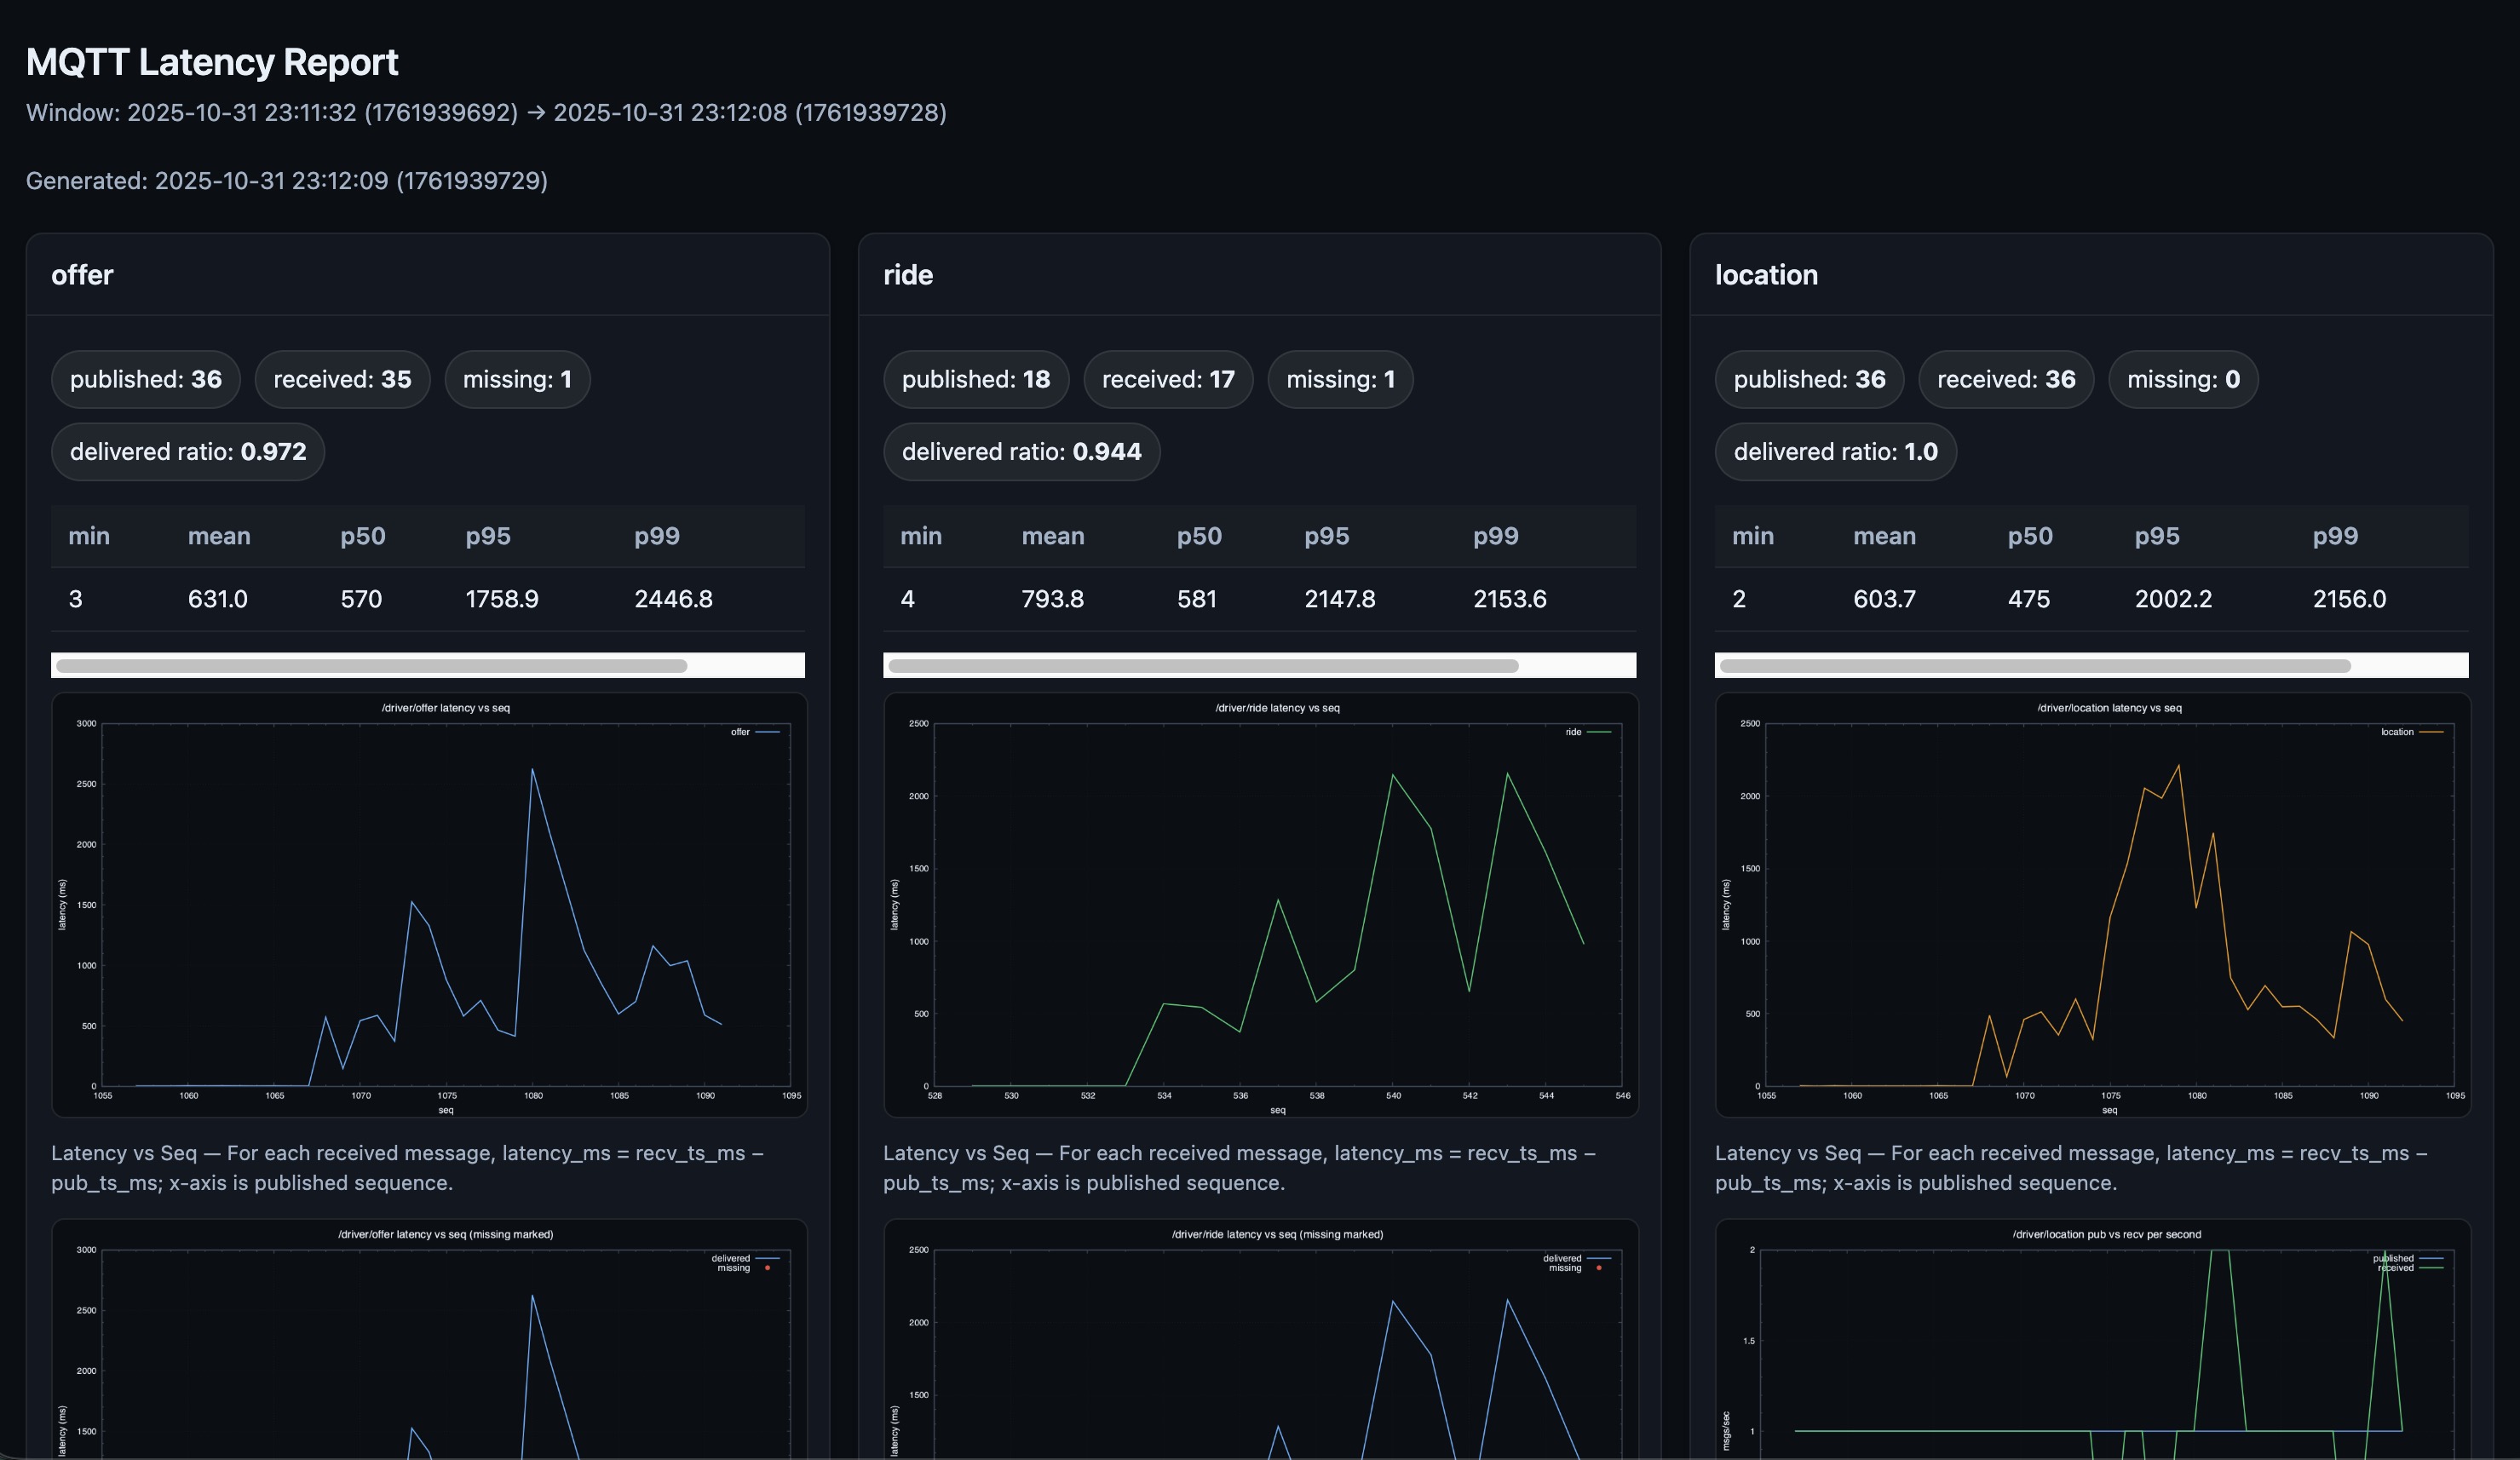 MQTT Latency Report
Window: 2025-10-31 23:11:32 (1761939692) → 2025-10-31 23:12:08 (1761939728)
Generated: 2025-10-31 23:12:09 (1761939729)
offer
published: 36 received: 35 missing: 1
delivered ratio: 0.972
min mean p50 p95 p99
3 631.0 570 1758.9 2446.8
/driver/offer latency vs seq
offer
3000
2500
2000
1500
1000
500
0
latency (ms)
1055 1060 1065 1070 1075 1080 1085 1090 1095
seq
Latency vs Seq — For each received message, latency_ms = recv_ts_ms –
pub_ts_ms; x-axis is published sequence.
/driver/offer latency vs seq (missing marked)
delivered
missing
3000
2500
2000
1500
latency (ms)
ride
published: 18 received: 17 missing: 1
delivered ratio: 0.944
min mean p50 p95 p99
4 793.8 581 2147.8 2153.6
/driver/ride latency vs seq
ride
2500
2000
1500
1000
500
0
latency (ms)
528 530 532 534 536 538 540 542 544 546
seq
Latency vs Seq — For each received message, latency_ms = recv_ts_ms –
pub_ts_ms; x-axis is published sequence.
/driver/ride latency vs seq (missing marked)
delivered
missing
2500
2000
1500
latency (ms)
location
published: 36 received: 36 missing: 0
delivered ratio: 1.0
min mean p50 p95 p99
2 603.7 475 2002.2 2156.0
/driver/location latency vs seq
location
2500
2000
1500
1000
500
0
latency (ms)
1055 1060 1065 1070 1075 1080 1085 1090 1095
seq
Latency vs Seq — For each received message, latency_ms = recv_ts_ms –
pub_ts_ms; x-axis is published sequence.
/driver/location pub vs recv per second
published
received
2
1.5
1
msgs/sec